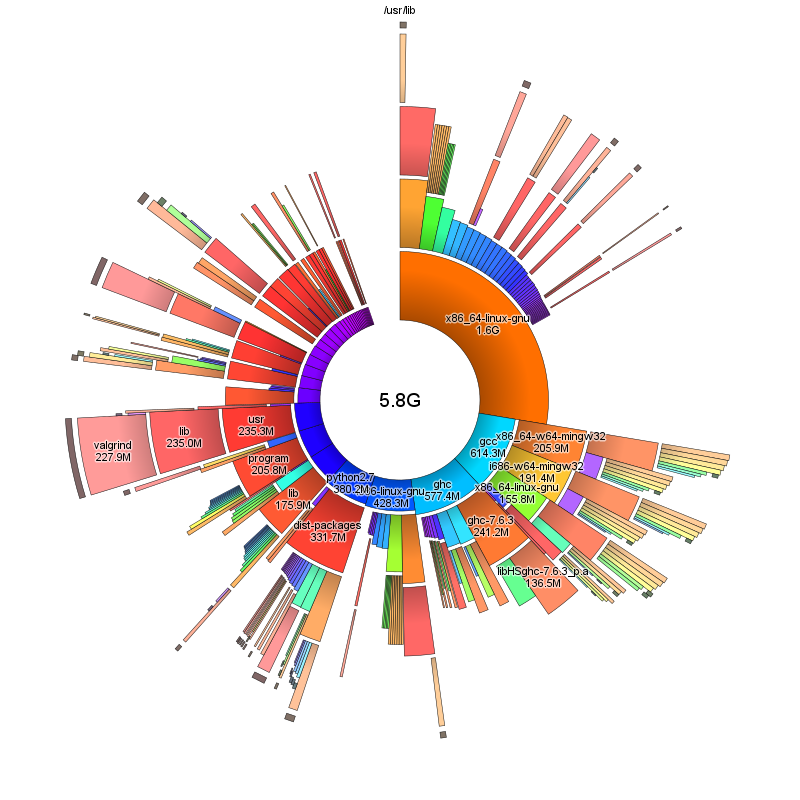 /usr/lib
x86_64-linux-gnu
1.6G
5.8G
gcc
614.3M
x86_64-w64-mingw32
205.9M
i686-w64-mingw32
191.4M
x86_64-linux-gnu
155.8M
ghc
577.4M
ghc-7.6.3
241.2M
libHSghc-7.6.3_p.a
136.5M
6-linux-gnu
428.3M
python2.7
380.2M
dist-packages
331.7M
lib
175.9M
program
205.8M
usr
235.3M
lib
235.0M
valgrind
227.9M